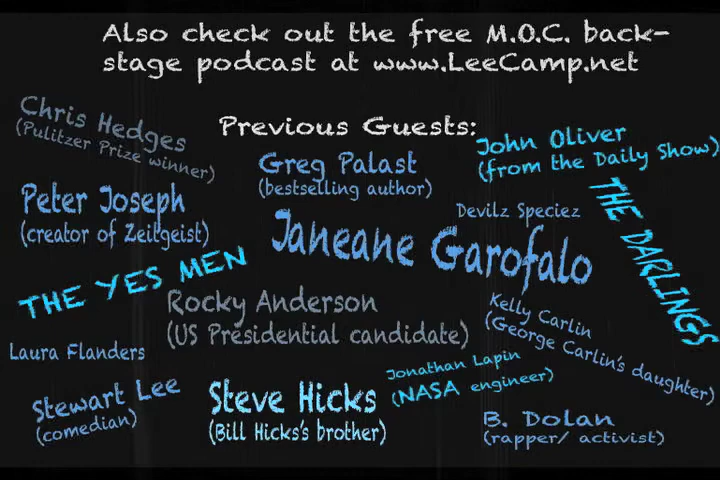 Also check out the free M.O.C. back-
stage podcast at www.LeeCamp.net
Previous Guests:
Chris Hedges
(Pulitzer Prize winner)
Greg Palast
(bestselling author)
John Oliver
(from the Daily Show)
Peter Joseph
(creator of Zeitgeist)
Devilz Speciez
Janeane Garofalo
THE DARLINGS
THE YES MEN
Rocky Anderson
(US Presidential candidate)
Kelly Carlin
(George Carlin's daughter)
Laura Flanders
Jonathan Lapin
(NASA engineer)
Stewart Lee
(comedian)
Steve Hicks
(Bill Hicks's brother)
B. Dolan
(rapper/ activist)